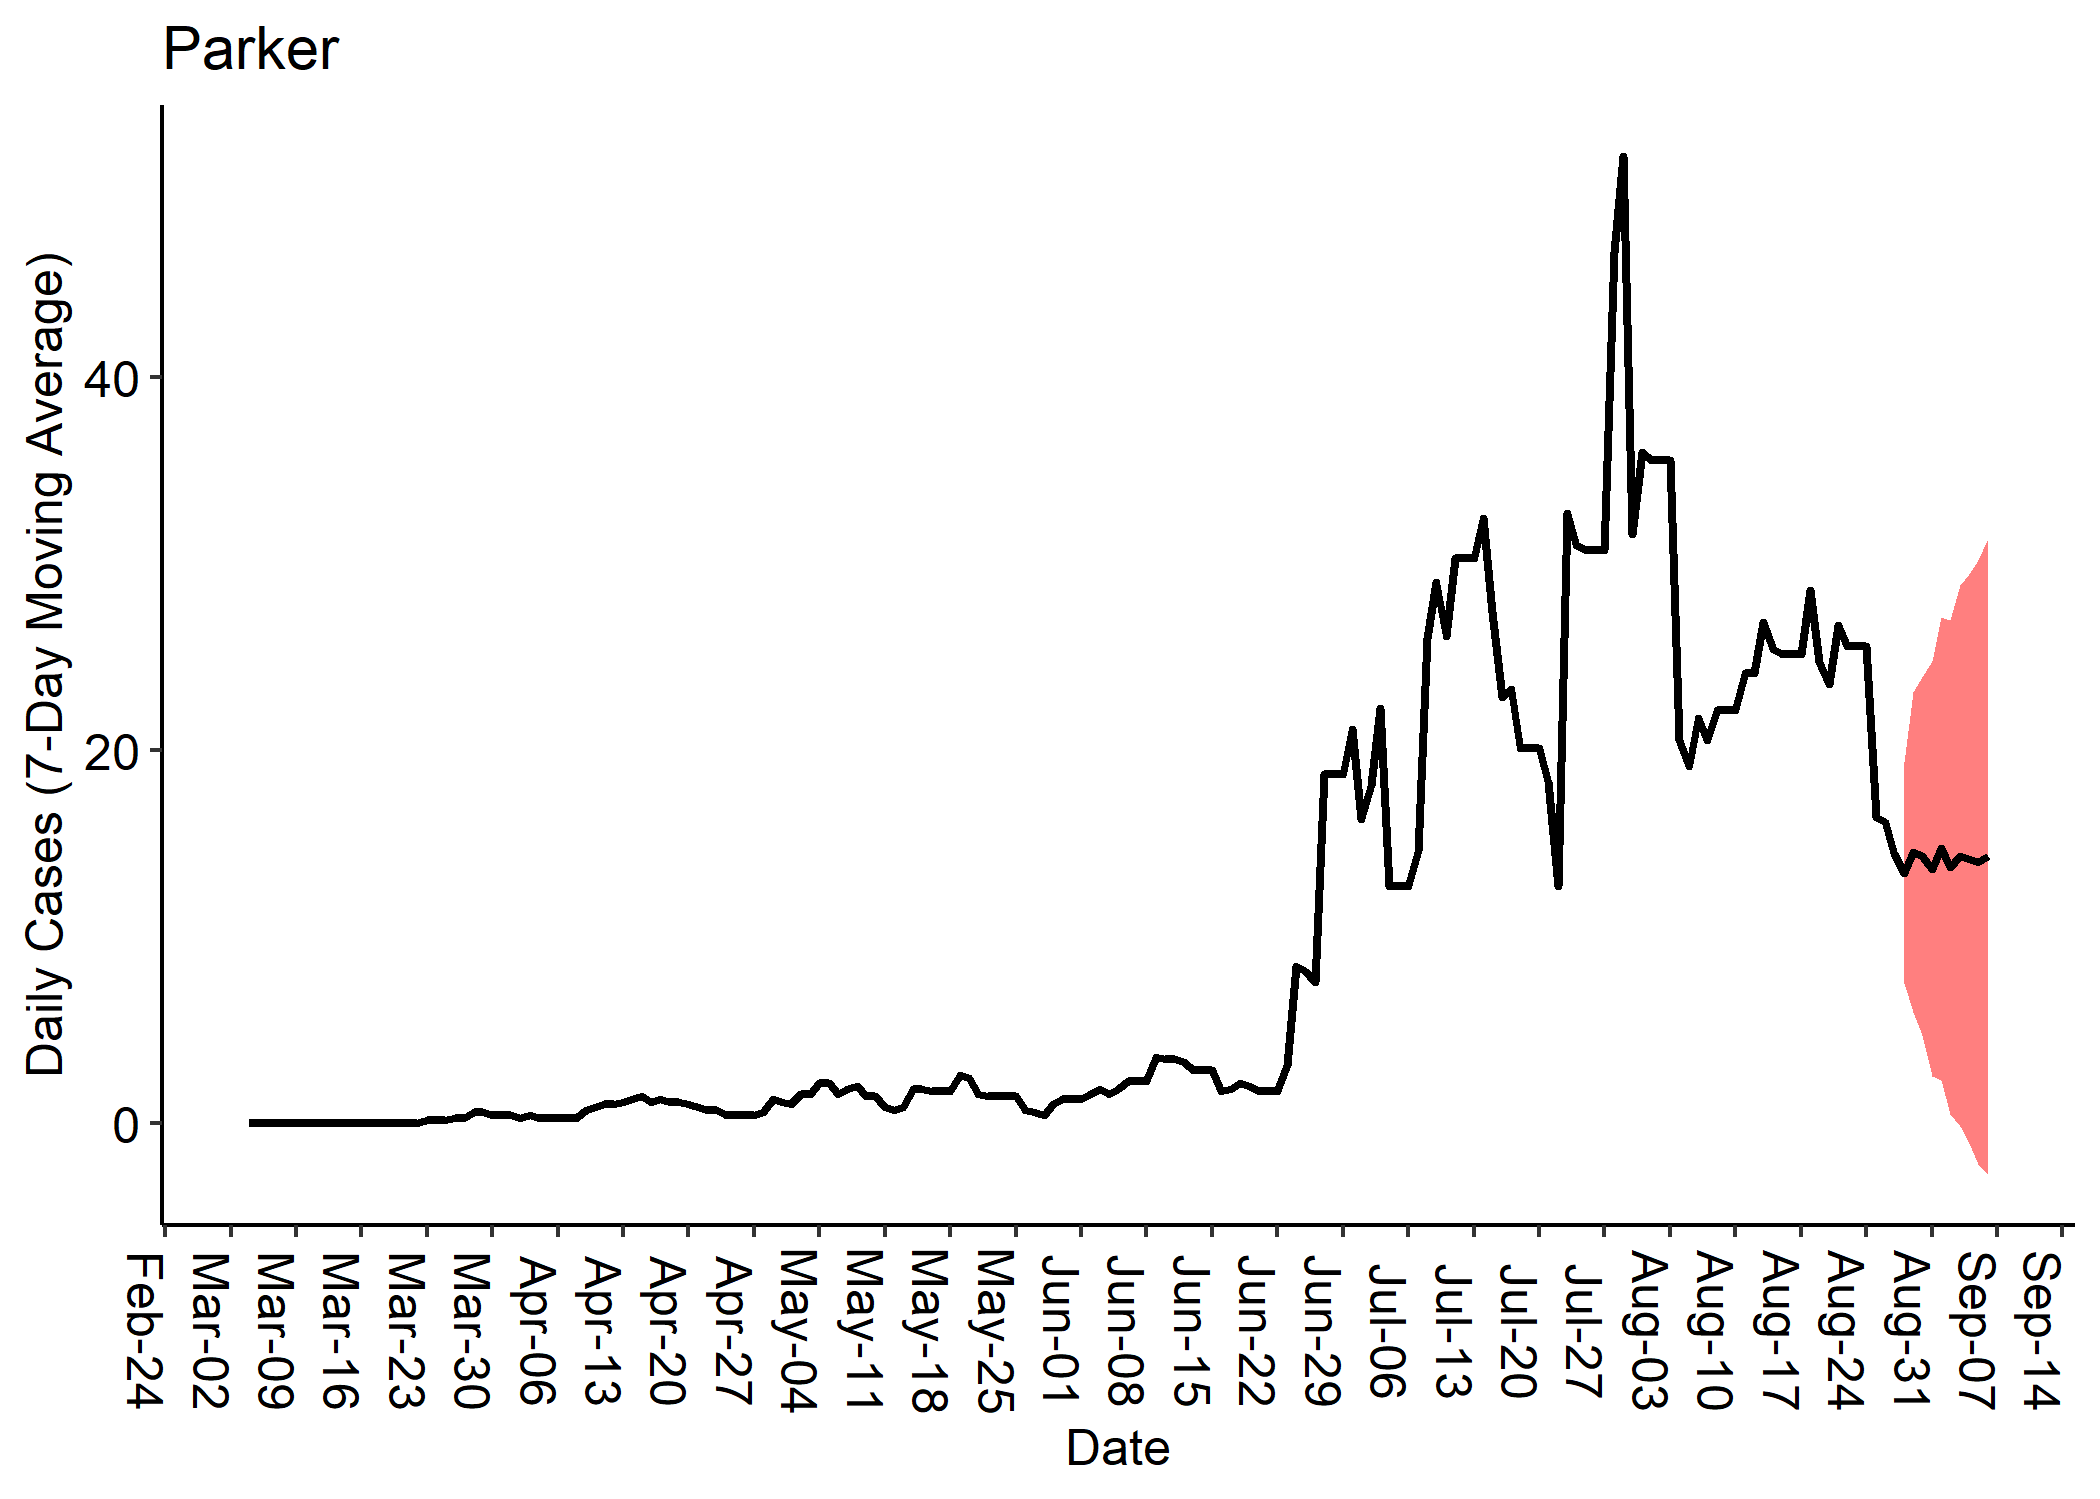 Parker
Daily Cases (7-Day Moving Average)
40
20
0
Feb-24
Mar-02
Mar-09
Mar-16
Mar-23
Mar-30
Apr-06
Apr-13
Apr-20
Apr-27
May-04
May-11
May-18
May-25
Jun-01
Jun-08
Jun-15
Jun-22
Jun-29
Jul-06
Jul-13
Jul-20
Jul-27
Aug-03
Aug-10
Aug-17
Aug-24
Aug-31
Sep-07
Sep-14
Date